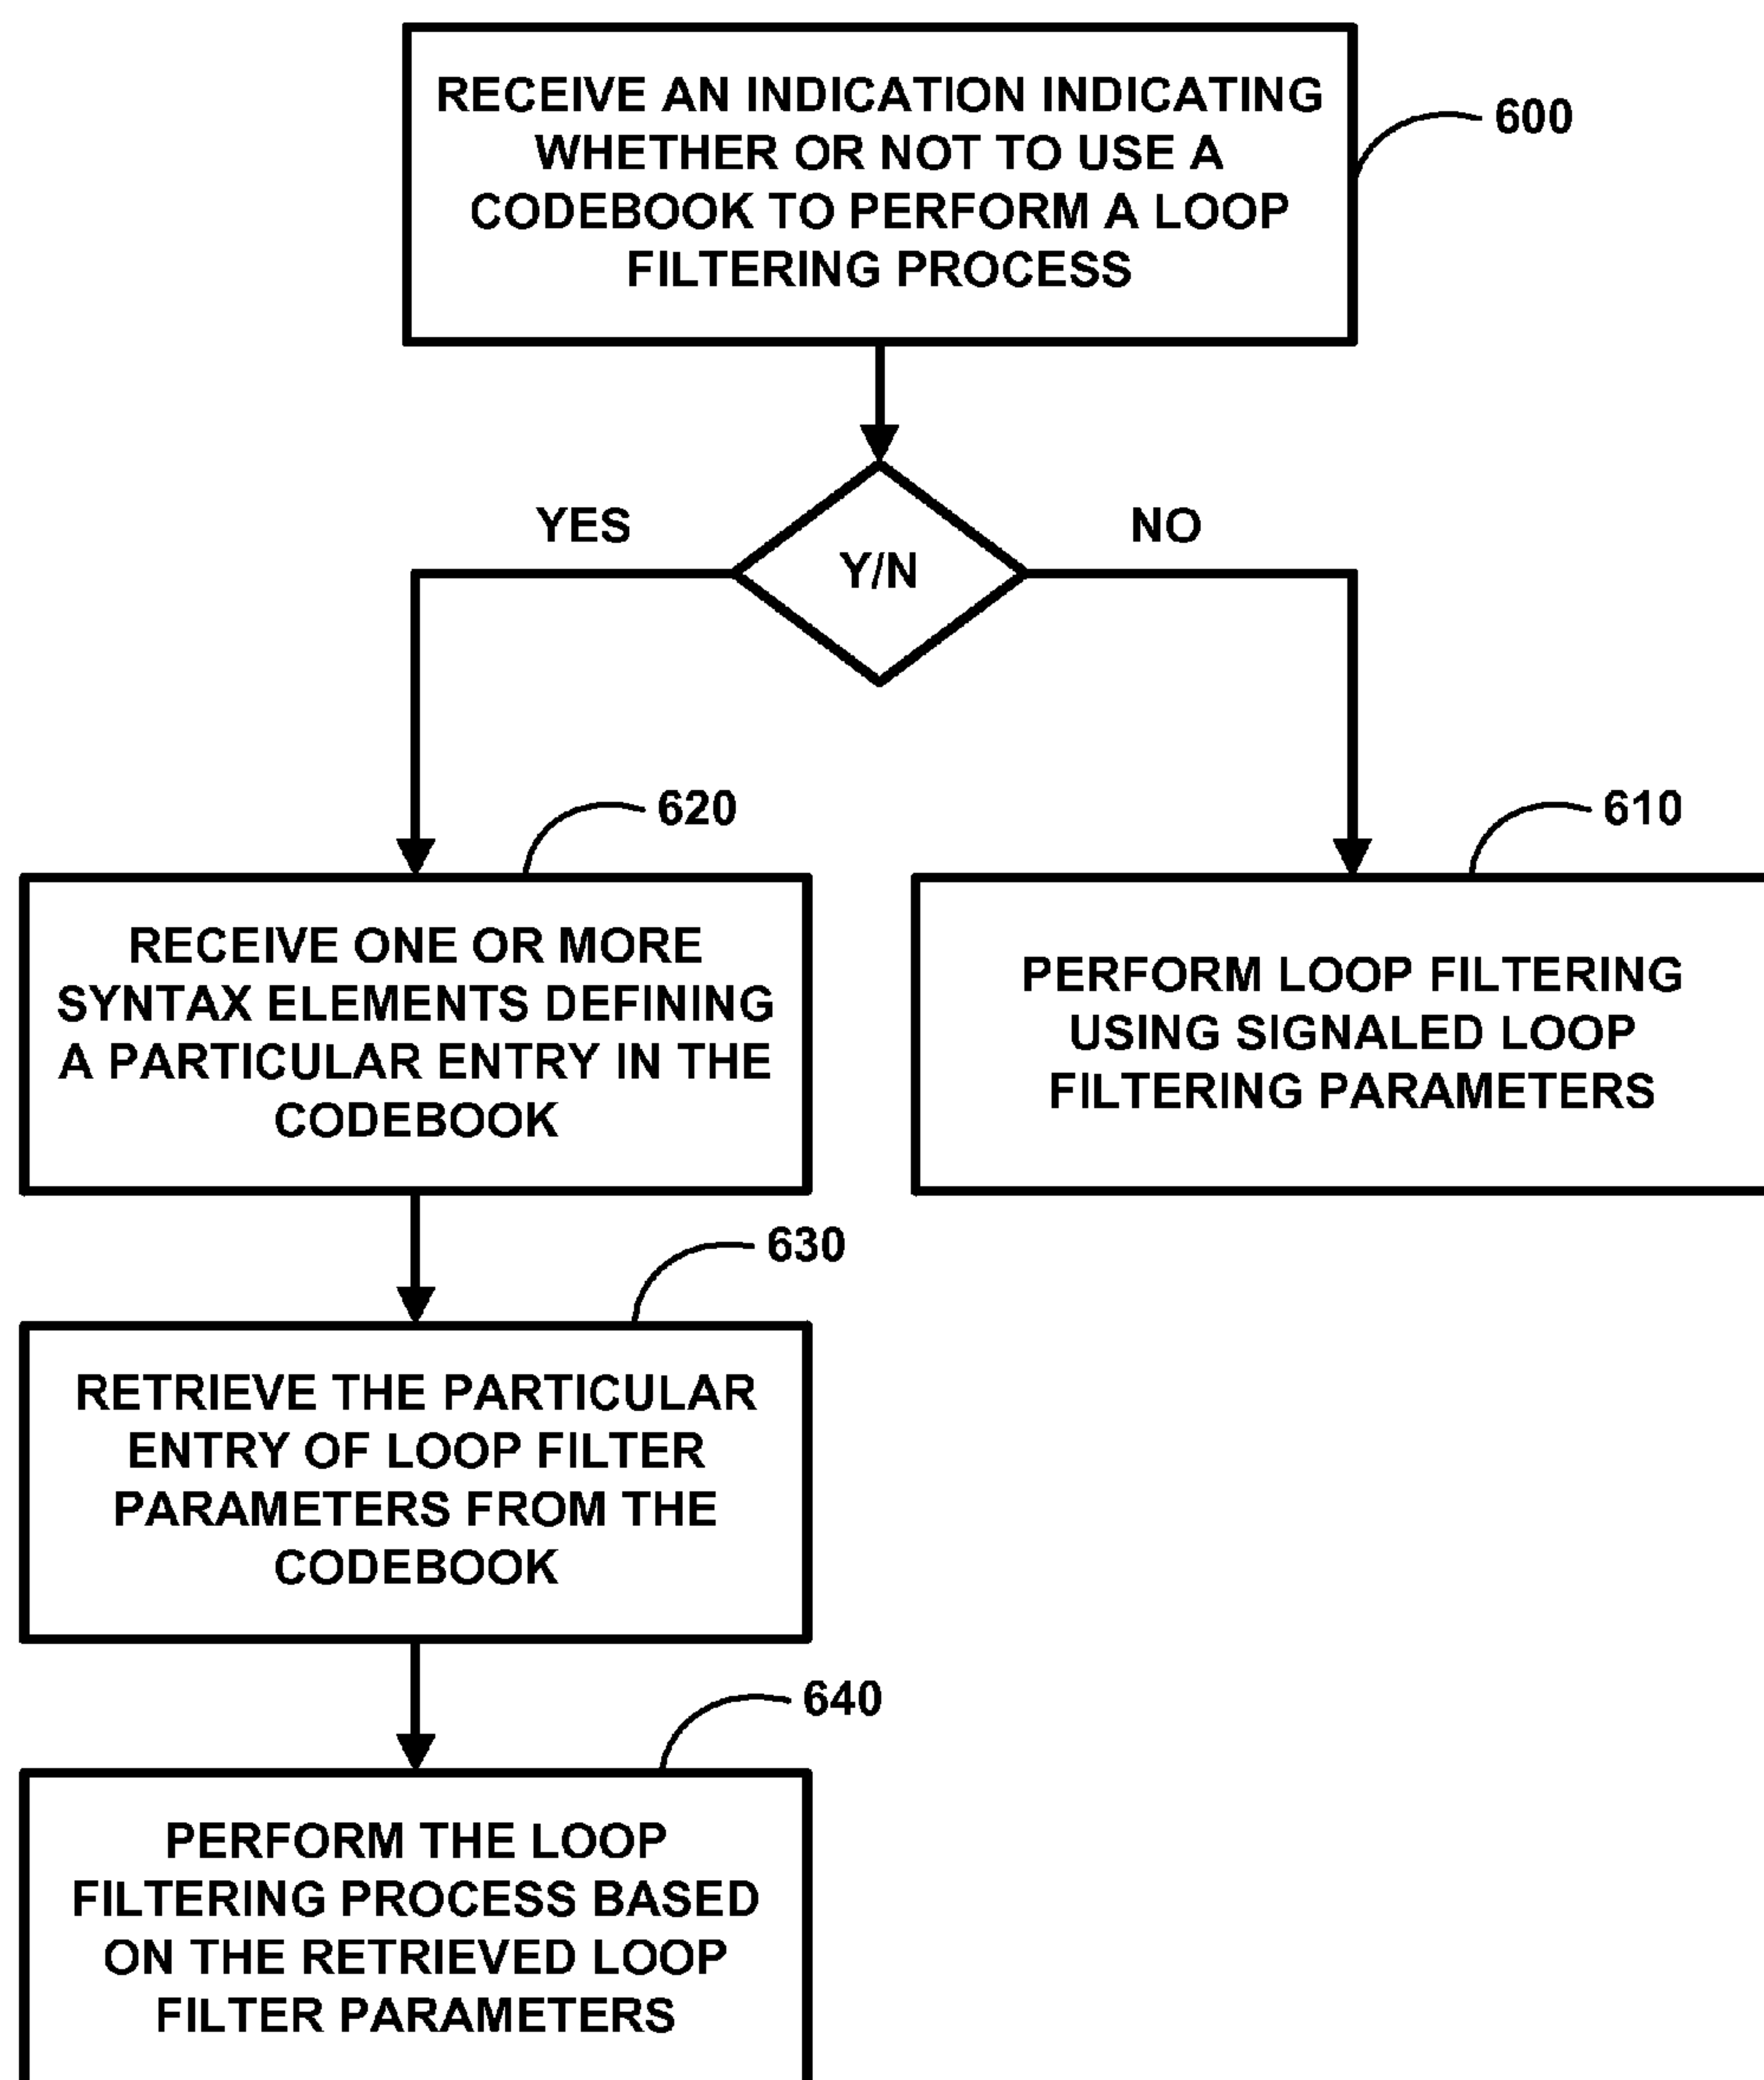 RECEIVE AN INDICATION INDICATING
WHETHER OR NOT TO USE A
CODEBOOK TO PERFORM A LOOP
FILTERING PROCESS
600
YES
Y/N
NO
620
610
RECEIVE ONE OR MORE
SYNTAX ELEMENTS DEFINING
A PARTICULAR ENTRY IN THE
CODEBOOK
PERFORM LOOP FILTERING
USING SIGNALED LOOP
FILTERING PARAMETERS
630
RETRIEVE THE PARTICULAR
ENTRY OF LOOP FILTER
PARAMETERS FROM THE
CODEBOOK
640
PERFORM THE LOOP
FILTERING PROCESS BASED
ON THE RETRIEVED LOOP
FILTER PARAMETERS